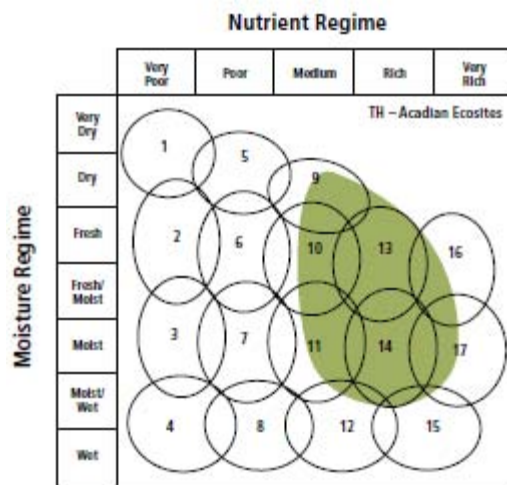 Nutrient Regime
Very
Poor
Poor
Medium
Rich
Very
Rich
Moisture Regime
Very
Dry
Dry
Fresh
Fresh/
Moist
Moist
Moist/
Wet
Wet
TH – Acadian Ecosites
1
5
9
2
6
10
13
16
3
7
11
14
17
4
8
12
15